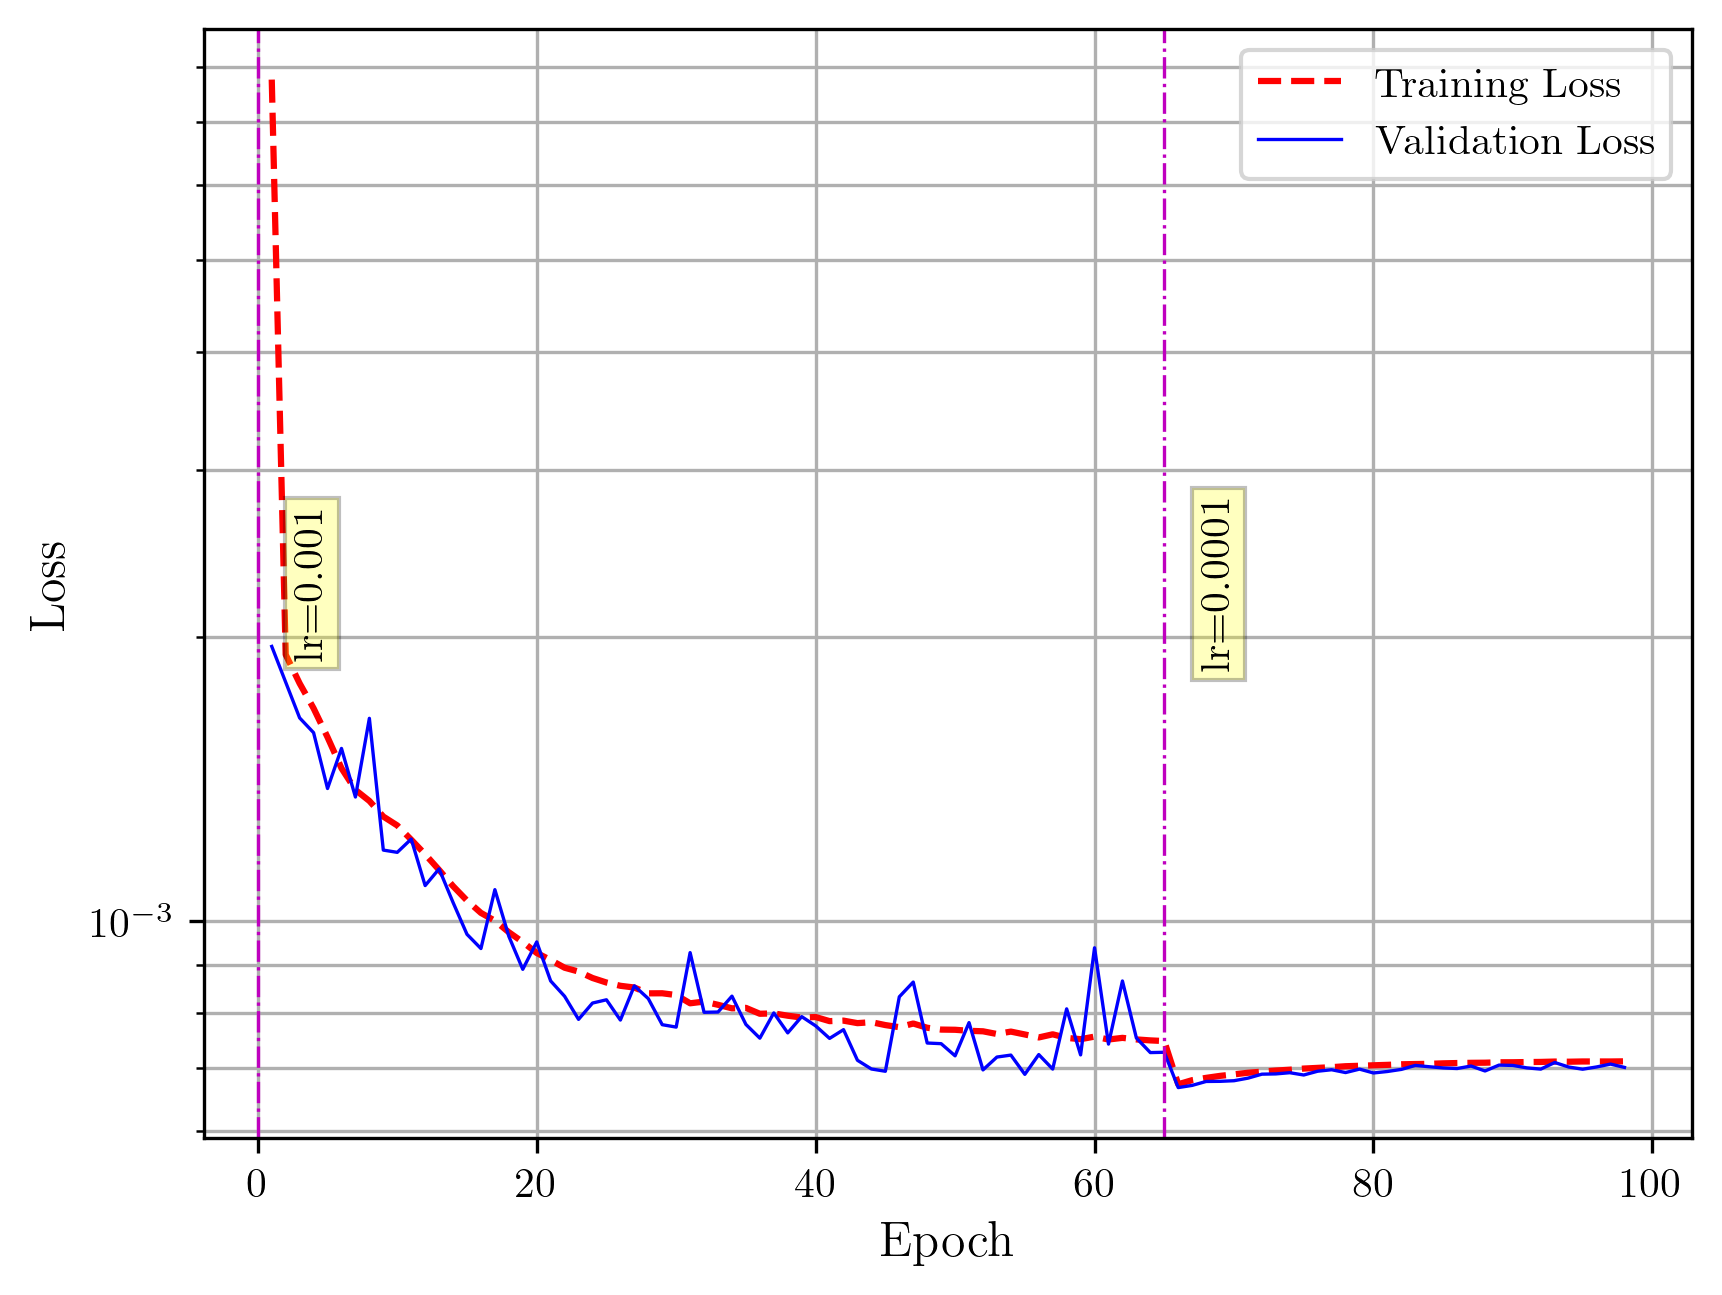 Training Loss
Validation Loss
Loss
lr=0.001
lr=0.0001
10⁻³
0 20 40 60 80 100
Epoch